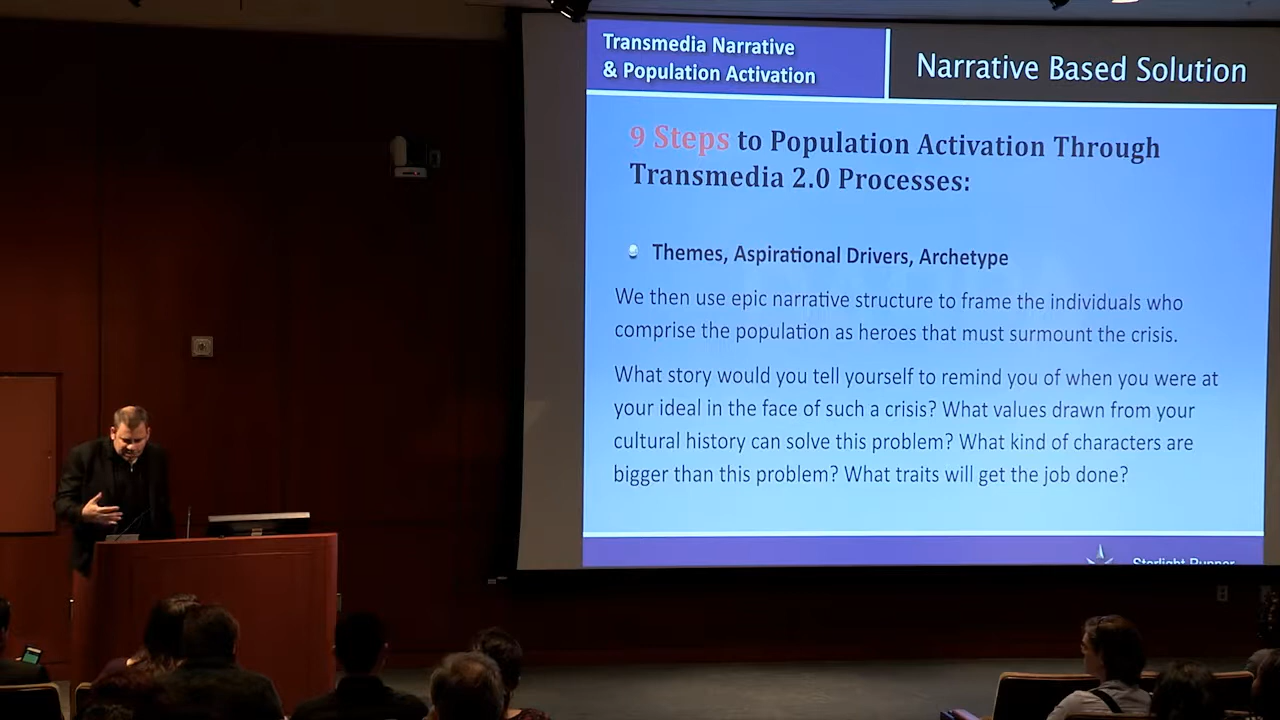 Transmedia Narrative
& Population Activation
Narrative Based Solution
9 Steps to Population Activation Through
Transmedia 2.0 Processes:
Themes, Aspirational Drivers, Archetype
We then use epic narrative structure to frame the individuals who
comprise the population as heroes that must surmount the crisis.
What story would you tell yourself to remind you of when you were at
your ideal in the face of such a crisis? What values drawn from your
cultural history can solve this problem? What kind of characters are
bigger than this problem? What traits will get the job done?
Starlight Runner